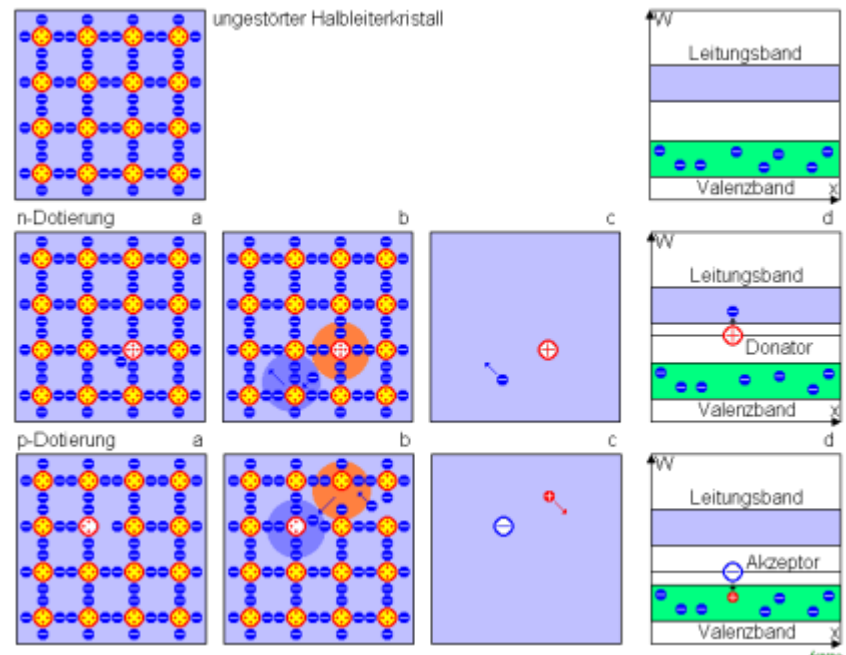 ungestörter Halbleiterkristall
W
Leitungsband
Valenzband x
n-Dotierung a b c d
W
Leitungsband
Donator
Valenzband x
p-Dotierung a b c d
W
Leitungsband
Akzeptor
Valenzband x